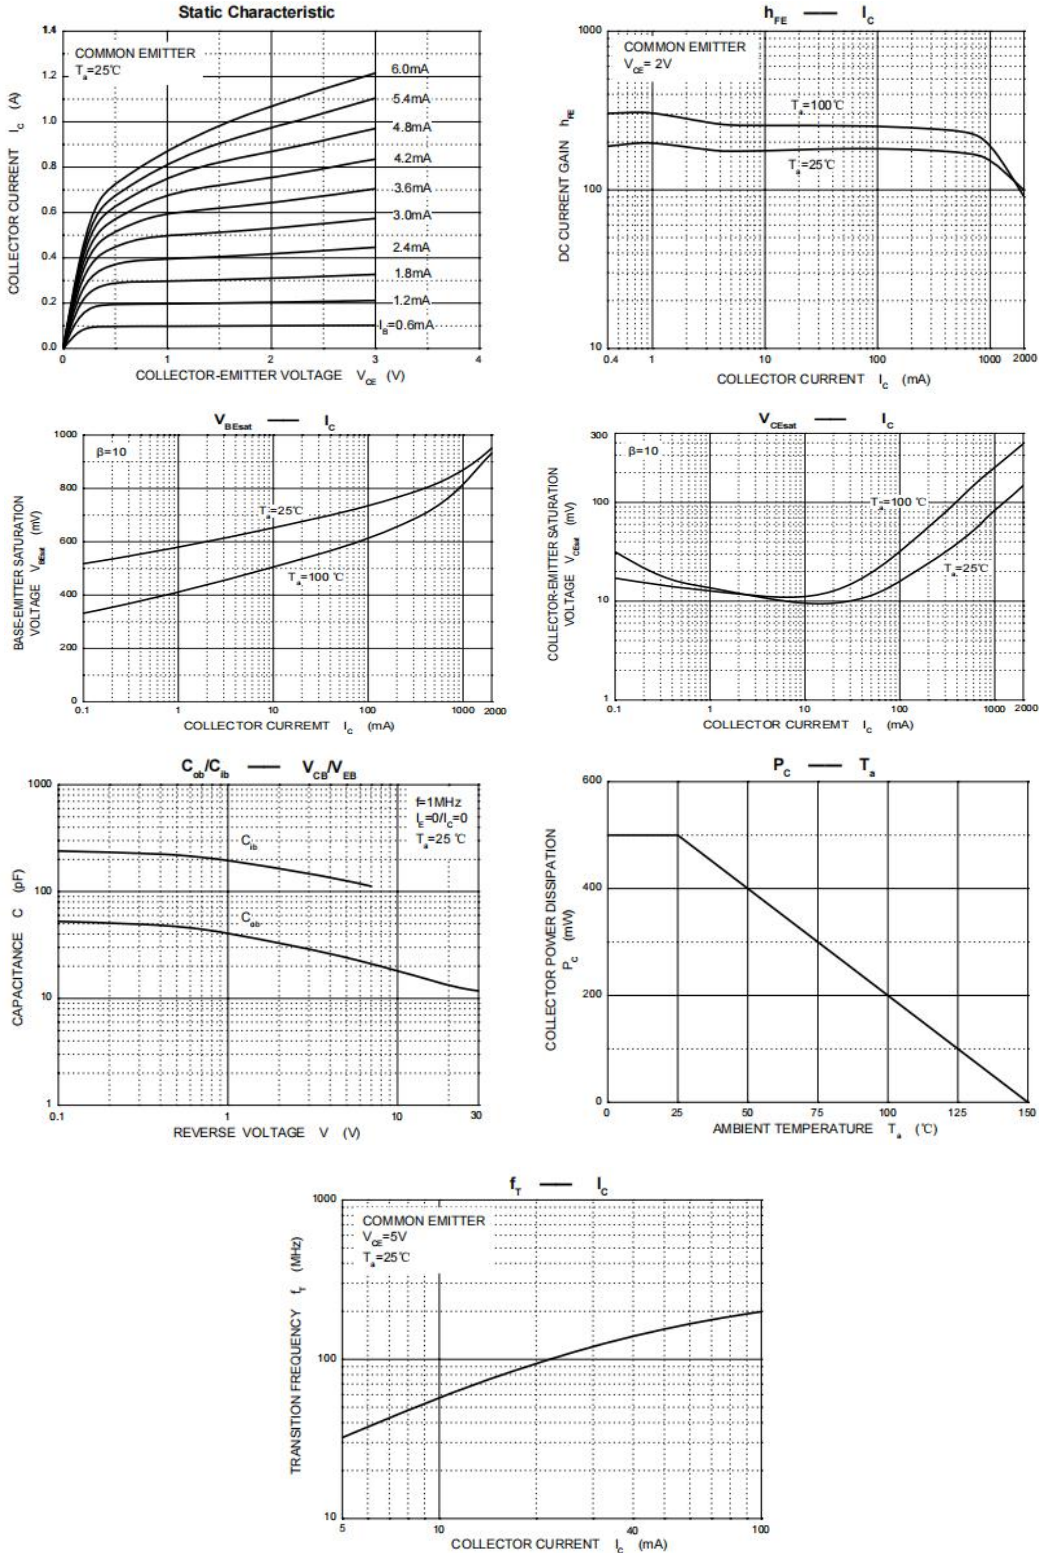 Static Characteristic
COMMON EMITTER
Ta=25℃
COLLECTOR CURRENT IC (A)
1.4
1.2
1.0
0.8
0.6
0.4
0.2
0.0
6.0mA
5.4mA
4.8mA
4.2mA
3.6mA
3.0mA
2.4mA
1.8mA
1.2mA
IB=0.6mA
0 1 2 3 4
COLLECTOR-EMITTER VOLTAGE VCE (V)
hFE —— IC
COMMON EMITTER
VCE= 2V
DC CURRENT GAIN hFE
1000
100
10
Ta=100℃
Ta=25℃
0.4 1 10 100 1000 2000
COLLECTOR CURRENT IC (mA)
VBEsat —— IC
β=10
BASE-EMITTER SATURATION
VOLTAGE VBEsat (mV)
1000
800
600
400
200
0
Ta=25℃
Ta=100 ℃
0.1 1 10 100 1000 2000
COLLECTOR CURREMT IC (mA)
VCEsat —— IC
β=10
COLLECTOR-EMITTER SATURATION
VOLTAGE VCEsat (mV)
300
100
10
1
Ta=100℃
Ta=25℃
0.1 1 10 100 1000 2000
COLLECTOR CURREMT IC (mA)
Cob/Cib —— VCB/VEB
f=1MHz
IE=0/IC=0
Ta=25 ℃
CAPACITANCE C (pF)
1000
100
10
1
Cib
Cob
0.1 1 10 30
REVERSE VOLTAGE V (V)
PC —— Ta
COLLECTOR POWER DISSIPATION
PC (mW)
600
400
200
0
0 25 50 75 100 125 150
AMBIENT TEMPERATURE Ta (℃)
fT —— IC
COMMON EMITTER
VCE=5V
Ta=25℃
TRANSITION FREQUENCY fT (MHz)
1000
100
10
5 10 40 100
COLLECTOR CURRENT IC (mA)